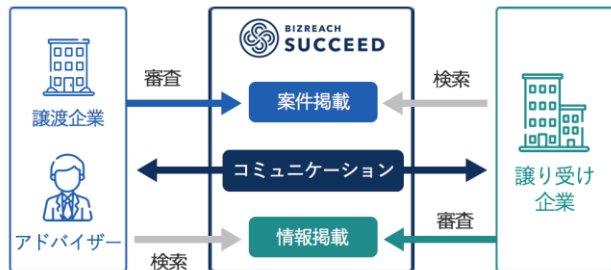 BIZREACH
SUCCEED
審査
検索
案件掲載
譲渡企業
コミュニケーション
譲り受け
企業
アドバイザー
審査
情報掲載
検索